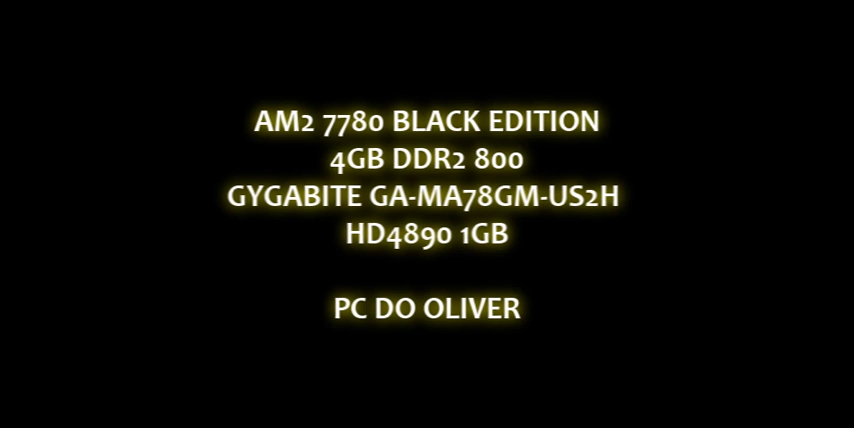 AM2 7780 BLACK EDITION
4GB DDR2 800
GYGABITE GA-MA78GM-US2H
HD4890 1GB
PC DO OLIVER